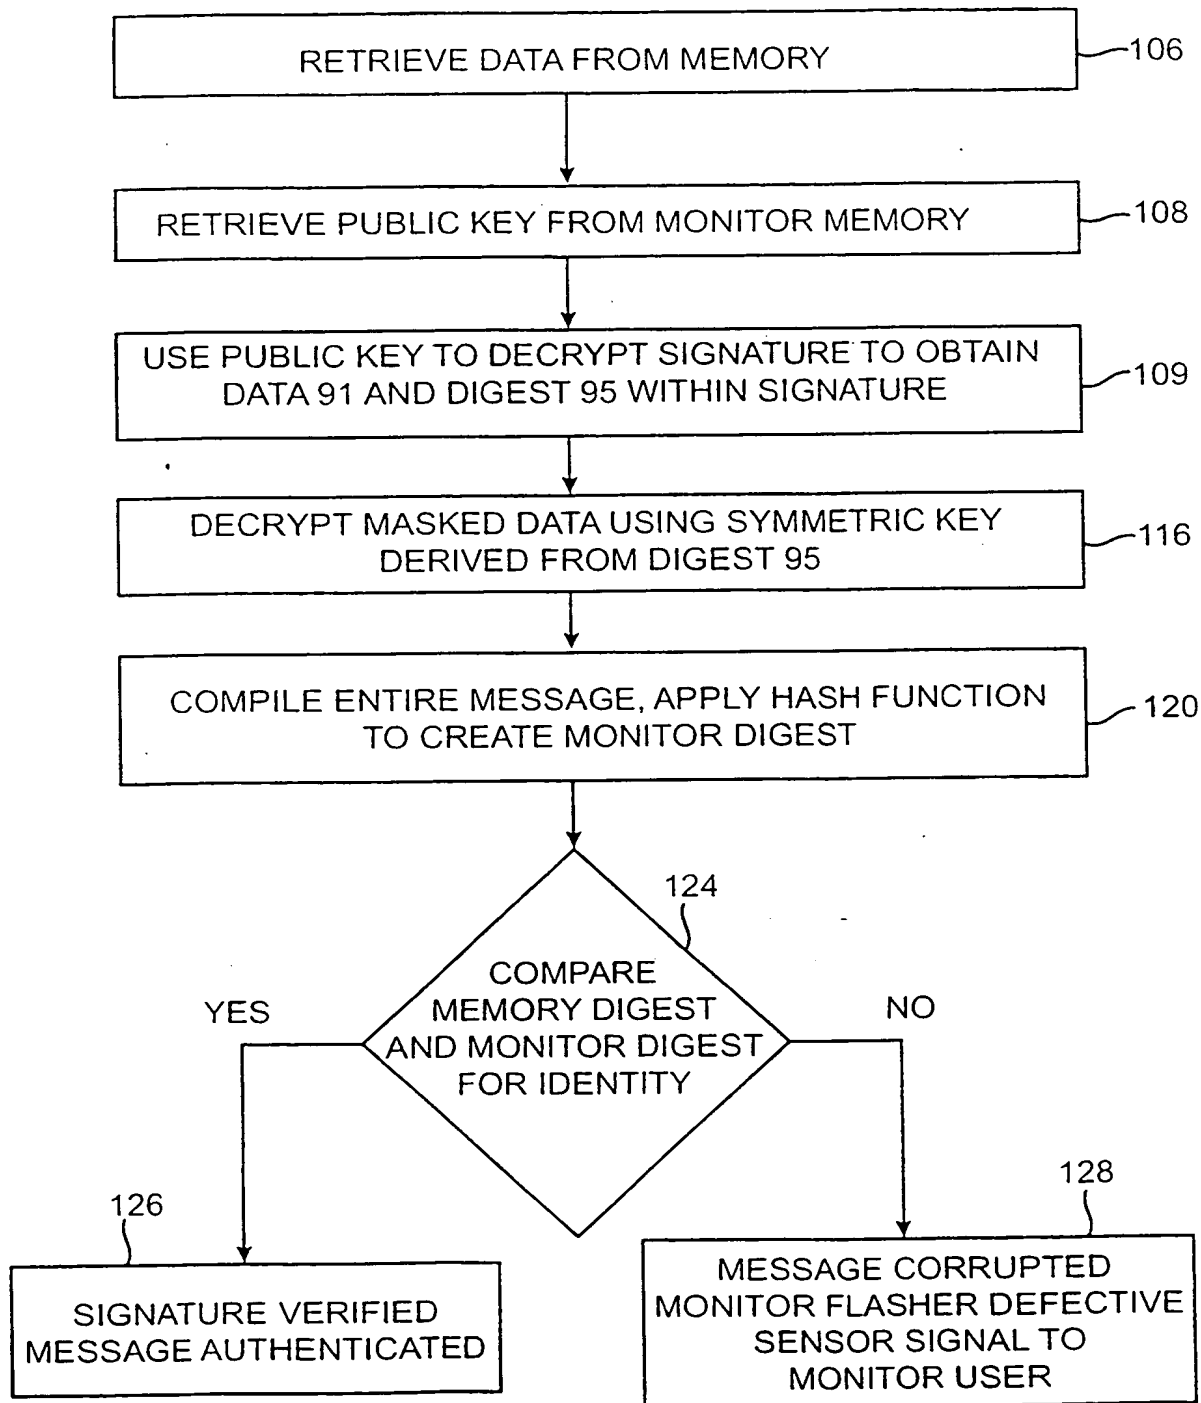 RETRIEVE DATA FROM MEMORY
106
RETRIEVE PUBLIC KEY FROM MONITOR MEMORY
108
USE PUBLIC KEY TO DECRYPT SIGNATURE TO OBTAIN
DATA 91 AND DIGEST 95 WITHIN SIGNATURE
109
DECRYPT MASKED DATA USING SYMMETRIC KEY
DERIVED FROM DIGEST 95
116
COMPILE ENTIRE MESSAGE, APPLY HASH FUNCTION
TO CREATE MONITOR DIGEST
120
124
COMPARE
MEMORY DIGEST
AND MONITOR DIGEST
FOR IDENTITY
YES
NO
126
SIGNATURE VERIFIED
MESSAGE AUTHENTICATED
128
MESSAGE CORRUPTED
MONITOR FLASHER DEFECTIVE
SENSOR SIGNAL TO
MONITOR USER